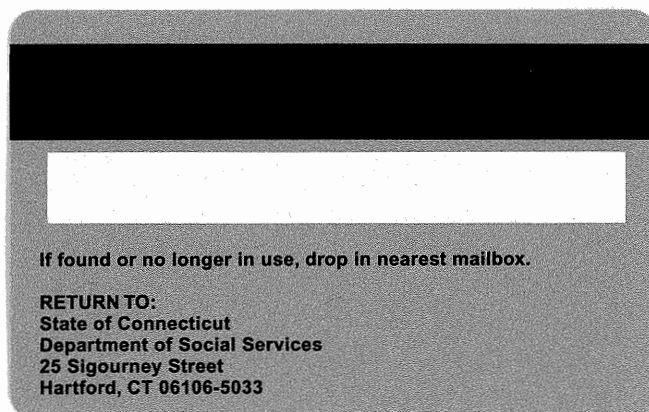 If found or no longer in use, drop in nearest mailbox.
RETURN TO:
State of Connecticut
Department of Social Services
25 Sigourney Street
Hartford, CT 06106-5033